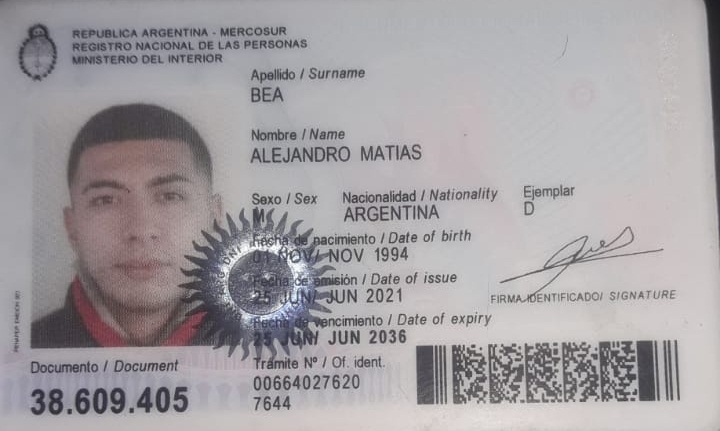 REPUBLICA ARGENTINA - MERCOSUR
REGISTRO NACIONAL DE LAS PERSONAS
MINISTERIO DEL INTERIOR
Apellido / Surname
BEA
Nombre / Name
ALEJANDRO MATIAS
Sexo / Sex Nacionalidad / Nationality Ejemplar
M ARGENTINA D
Fecha de nacimiento / Date of birth
01 NOV/ NOV 1994
Fecha de emisión / Date of issue
25 JUN/ JUN 2021
FIRMA IDENTIFICADO/ SIGNATURE
Fecha de vencimiento / Date of expiry
25 JUN/ JUN 2036
Documento / Document
38.609.405
Trámite Nº / Of. ident.
00664027620
7644